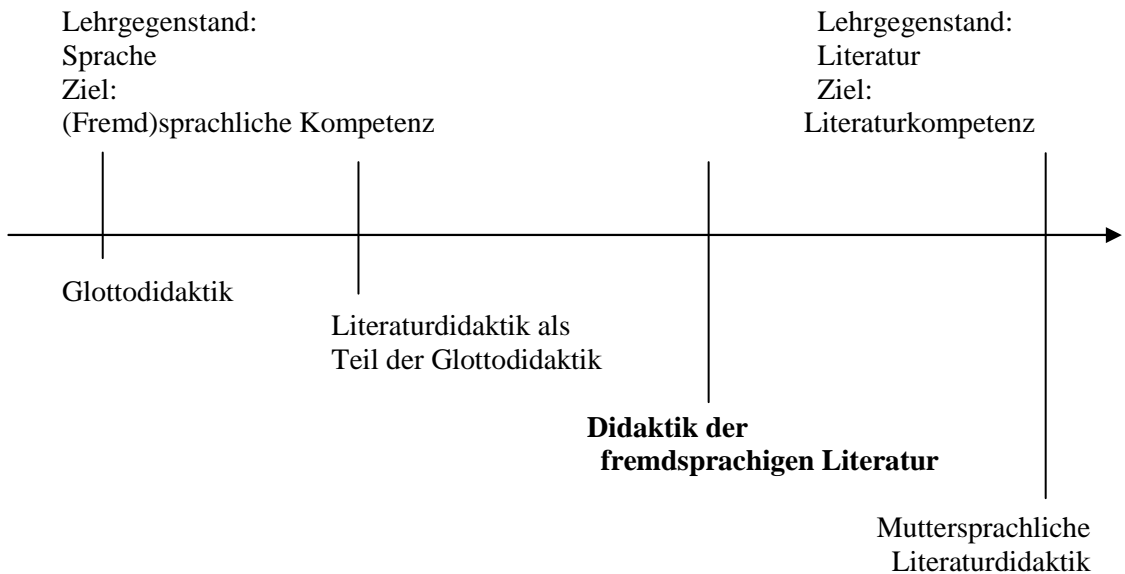 Lehrgegenstand:
Sprache
Ziel:
(Fremd)sprachliche Kompetenz
Lehrgegenstand:
Literatur
Ziel:
Literaturkompetenz
Glottodidaktik
Literaturdidaktik als
Teil der Glottodidaktik
Didaktik der
fremdsprachigen Literatur
Muttersprachliche
Literaturdidaktik